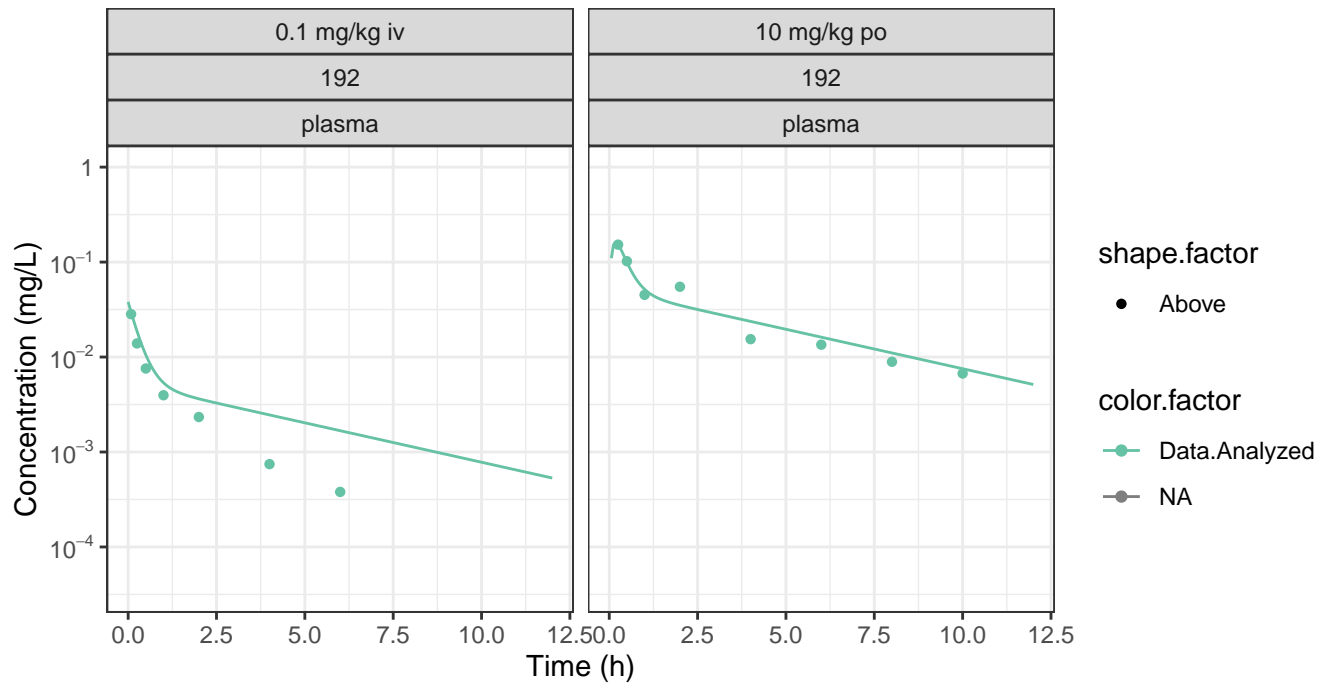 0.1 mg/kg iv
10 mg/kg po
192
192
plasma
plasma
1
10⁻¹
10⁻²
10⁻³
10⁻⁴
Concentration (mg/L)
0.0 2.5 5.0 7.5 10.0 12.5
0.0 2.5 5.0 7.5 10.0 12.5
Time (h)
shape.factor
Above
color.factor
Data.Analyzed
NA